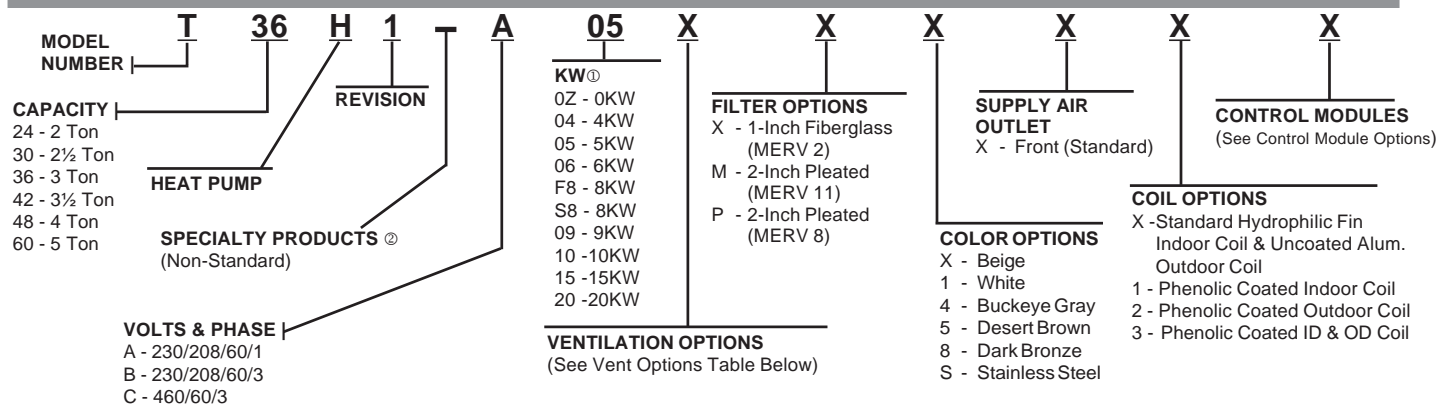 T 36 H 1 – A 05 X X X X X X
MODEL
NUMBER
CAPACITY
24 - 2 Ton
30 - 2½ Ton
36 - 3 Ton
42 - 3½ Ton
48 - 4 Ton
60 - 5 Ton
HEAT PUMP
REVISION
SPECIALTY PRODUCTS ②
(Non-Standard)
VOLTS & PHASE
A - 230/208/60/1
B - 230/208/60/3
C - 460/60/3
KW①
0Z - 0KW
04 - 4KW
05 - 5KW
06 - 6KW
F8 - 8KW
S8 - 8KW
09 - 9KW
10 -10KW
15 -15KW
20 -20KW
VENTILATION OPTIONS
(See Vent Options Table Below)
FILTER OPTIONS
X - 1-Inch Fiberglass
(MERV 2)
M - 2-Inch Pleated
(MERV 11)
P - 2-Inch Pleated
(MERV 8)
COLOR OPTIONS
X - Beige
1 - White
4 - Buckeye Gray
5 - Desert Brown
8 - Dark Bronze
S - Stainless Steel
SUPPLY AIR
OUTLET
X - Front (Standard)
COIL OPTIONS
X -Standard Hydrophilic Fin
Indoor Coil & Uncoated Alum.
Outdoor Coil
1 - Phenolic Coated Indoor Coil
2 - Phenolic Coated Outdoor Coil
3 - Phenolic Coated ID & OD Coil
CONTROL MODULES
(See Control Module Options)